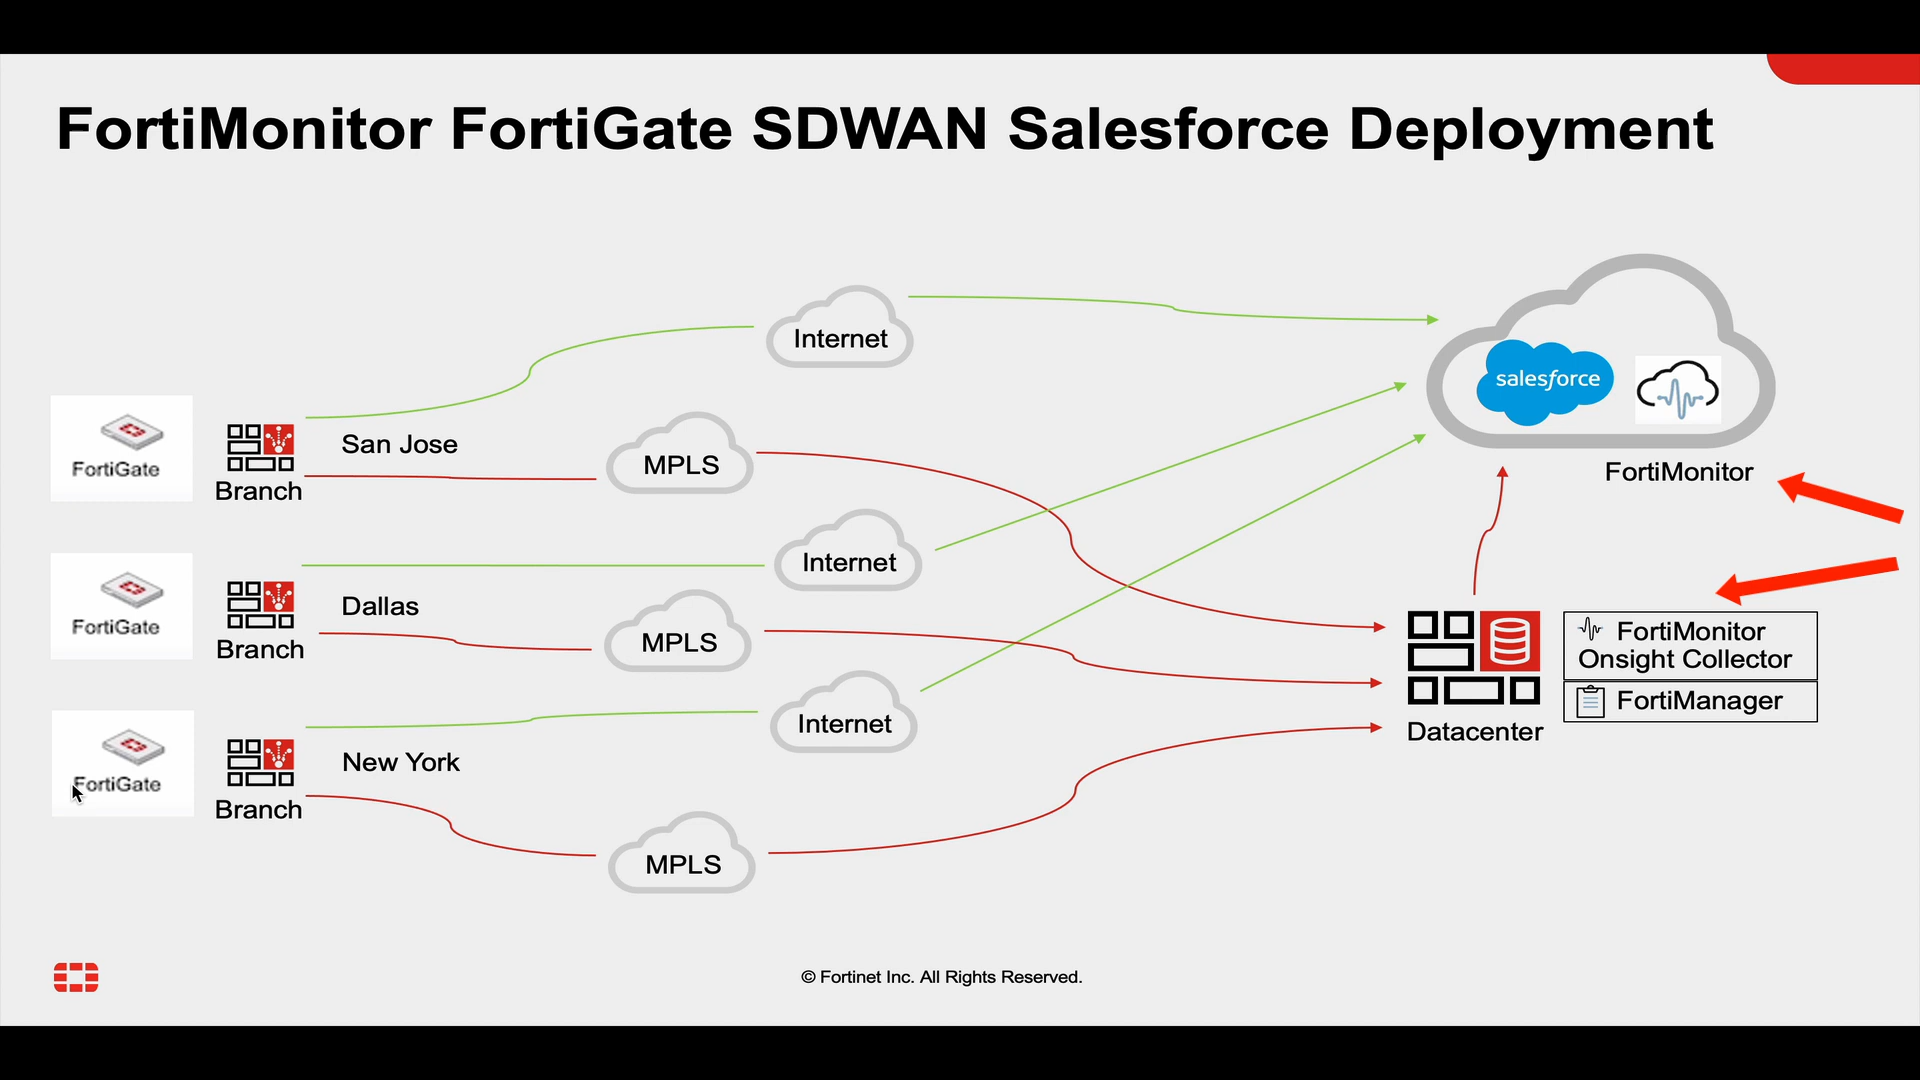 FortiMonitor FortiGate SDWAN Salesforce Deployment
Internet
salesforce
FortiMonitor
FortiGate
Branch
San Jose
MPLS
Internet
FortiGate
Branch
Dallas
MPLS
FortiMonitor
Onsight Collector
FortiManager
Datacenter
Internet
FortiGate
Branch
New York
MPLS
© Fortinet Inc. All Rights Reserved.